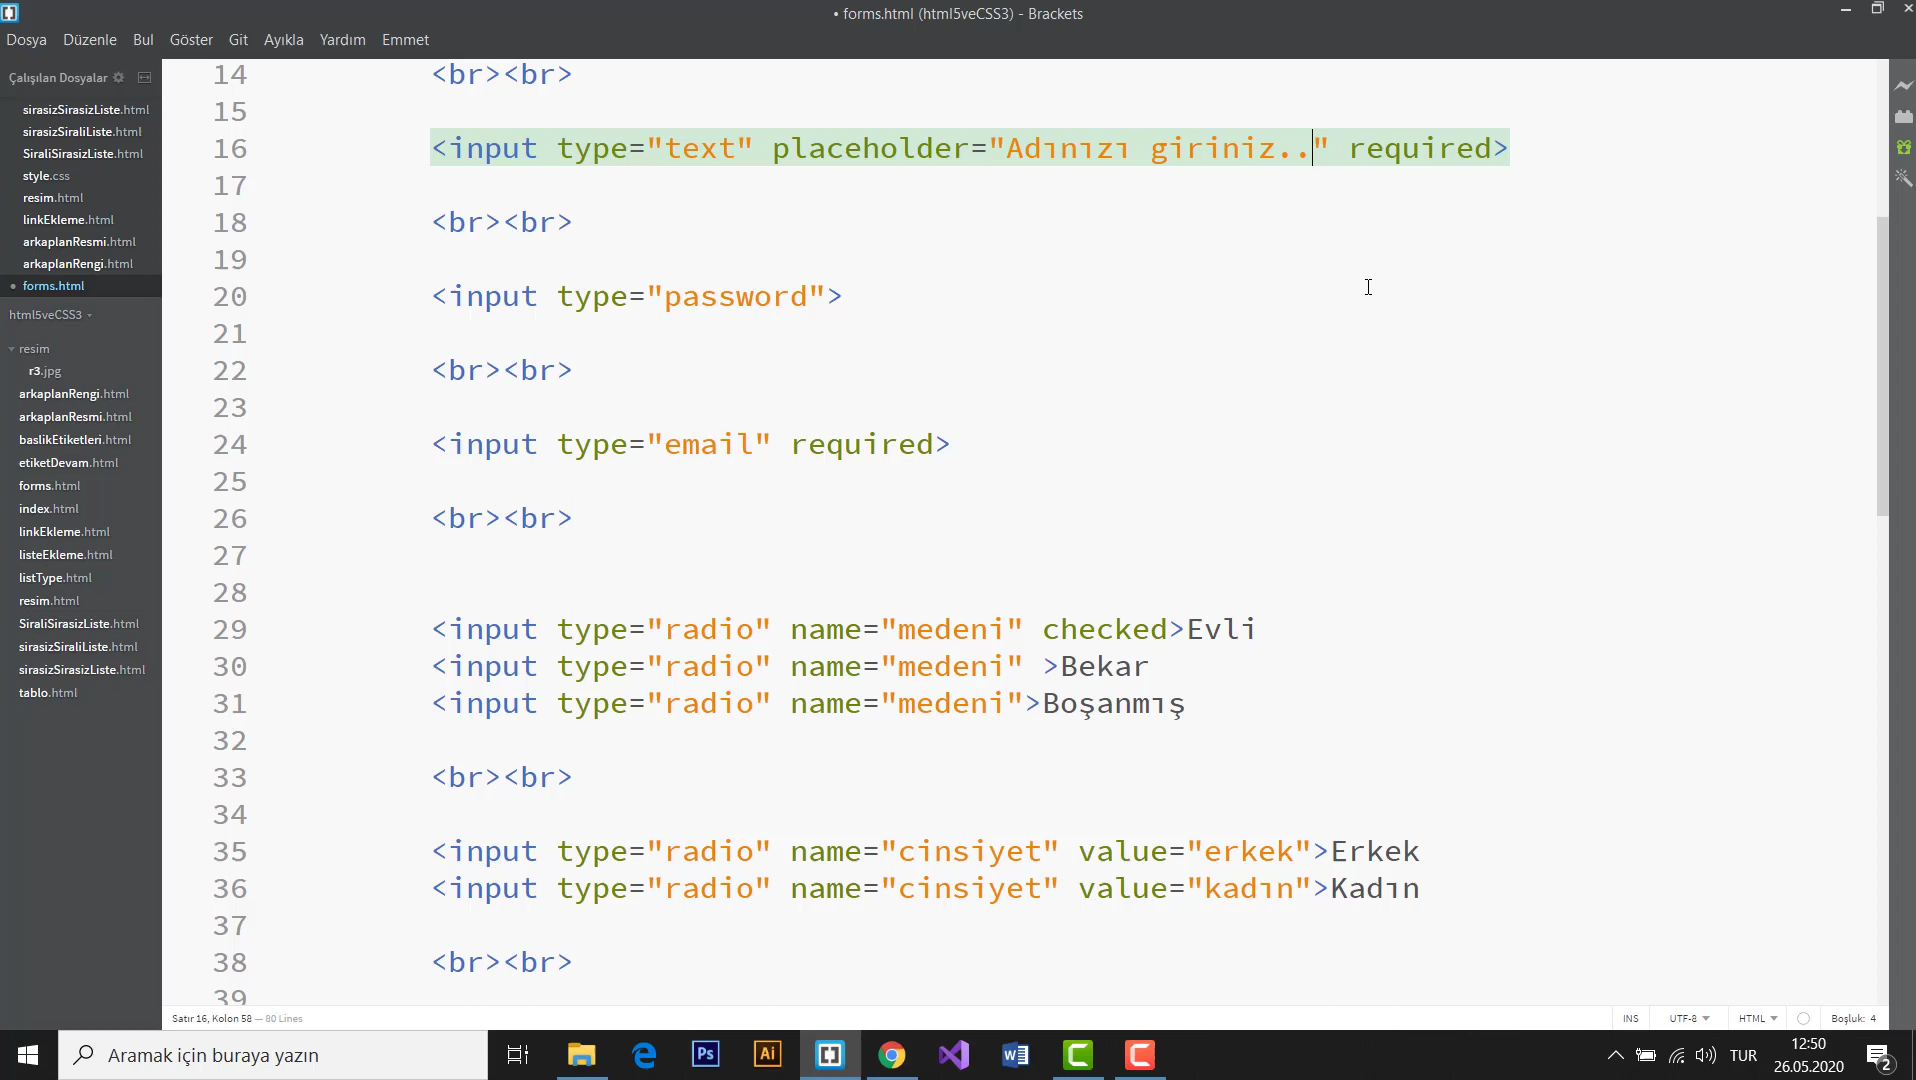 • forms.html (html5veCSS3) - Brackets
Dosya Düzenle Bul Göster Git Ayıkla Yardım Emmet
Çalışılan Dosyalar
sirasizSirasizListe.html
sirasizSiraliListe.html
SiraliSirasizListe.html
style.css
resim.html
linkEkleme.html
arkaplanResmi.html
arkaplanRengi.html
forms.html
html5veCSS3
resim
r3.jpg
arkaplanRengi.html
arkaplanResmi.html
baslikEtiketleri.html
etiketDevam.html
forms.html
index.html
linkEkleme.html
listeEkleme.html
listType.html
resim.html
SiraliSirasizListe.html
sirasizSiraliListe.html
sirasizSirasizListe.html
tablo.html
14 <br><br>
15
16 <input type="text" placeholder="Adınızı giriniz.." required>
17
18 <br><br>
19
20 <input type="password">
21
22 <br><br>
23
24 <input type="email" required>
25
26 <br><br>
27
28
29 <input type="radio" name="medeni" checked>Evli
30 <input type="radio" name="medeni" >Bekar
31 <input type="radio" name="medeni">Boşanmış
32
33 <br><br>
34
35 <input type="radio" name="cinsiyet" value="erkek">Erkek
36 <input type="radio" name="cinsiyet" value="kadın">Kadın
37
38 <br><br>
39
Satır 16, Kolon 58 — 80 Lines
INS UTF-8 HTML Boşluk: 4
Aramak için buraya yazın
Ps Ai
TUR
12:50
26.05.2020
2